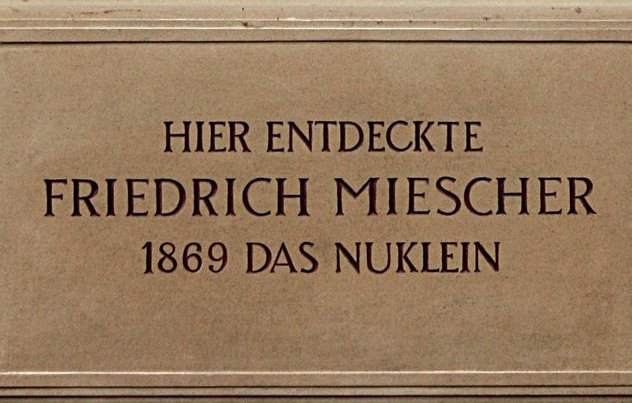 HIER ENTDECKTE
FRIEDRICH MIESCHER
1869 DAS NUKLEIN